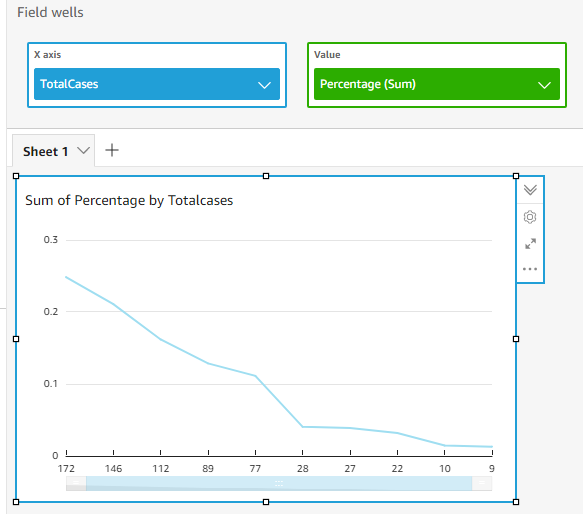 Field wells
X axis
Value
TotalCases
Percentage (Sum)
Sheet 1
Sum of Percentage by Totalcases
0.3
0.2
0.1
0
172 146 112 89 77 28 27 22 10 9